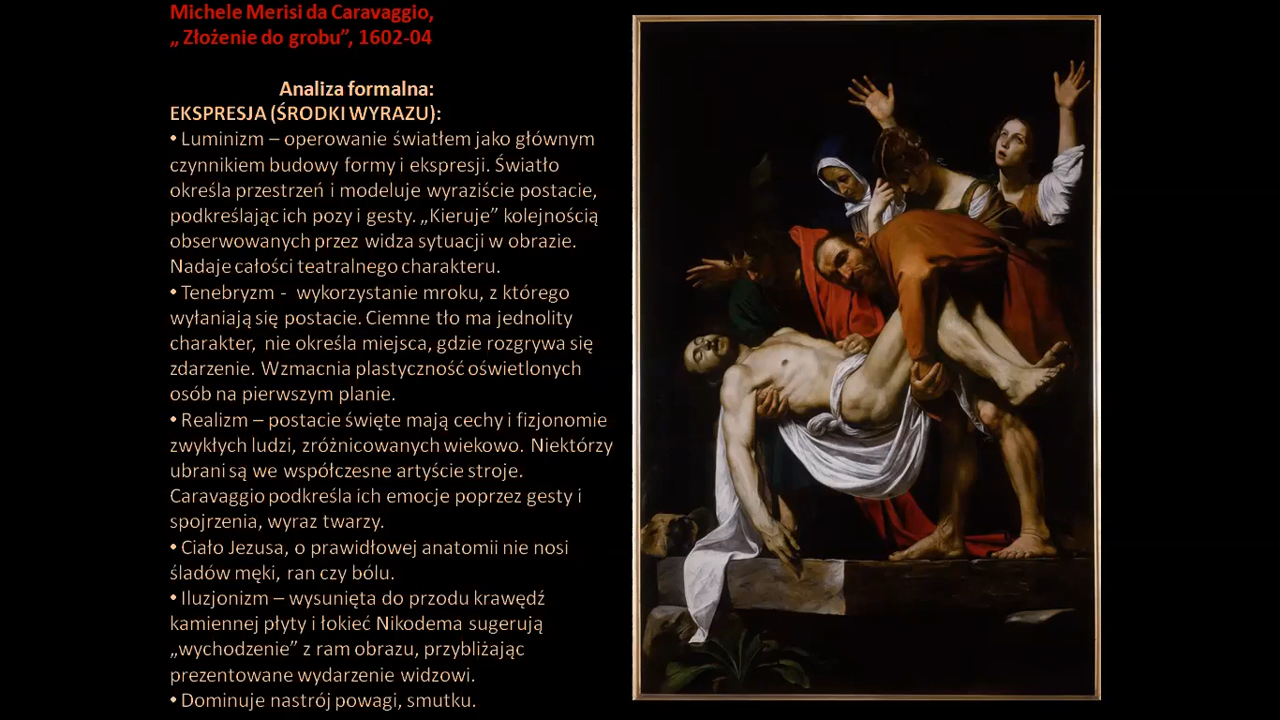 Michele Merisi da Caravaggio,
„ Złożenie do grobu”, 1602-04
Analiza formalna:
EKSPRESJA (ŚRODKI WYRAZU):
• Luminizm – operowanie światłem jako głównym
czynnikiem budowy formy i ekspresji. Światło
określa przestrzeń i modeluje wyraziście postacie,
podkreślając ich pozy i gesty. „Kieruje” kolejnością
obserwowanych przez widza sytuacji w obrazie.
Nadaje całości teatralnego charakteru.
• Tenebryzm - wykorzystanie mroku, z którego
wyłaniają się postacie. Ciemne tło ma jednolity
charakter, nie określa miejsca, gdzie rozgrywa się
zdarzenie. Wzmacnia plastyczność oświetlonych
osób na pierwszym planie.
• Realizm – postacie święte mają cechy i fizjonomie
zwykłych ludzi, zróżnicowanych wiekowo. Niektórzy
ubrani są we współczesne artyście stroje.
Caravaggio podkreśla ich emocje poprzez gesty i
spojrzenia, wyraz twarzy.
• Ciało Jezusa, o prawidłowej anatomii nie nosi
śladów męki, ran czy bólu.
• Iluzjonizm – wysunięta do przodu krawędź
kamiennej płyty i łokieć Nikodema sugerują
„wychodzenie” z ram obrazu, przybliżając
prezentowane wydarzenie widzowi.
• Dominuje nastrój powagi, smutku.